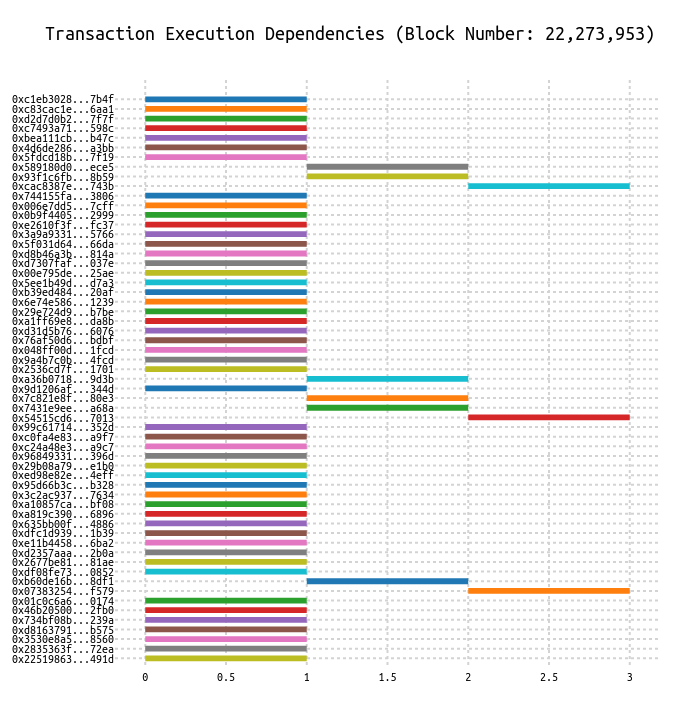 Transaction Execution Dependencies (Block Number: 22,273,953)
0xc1eb3028...7b4f
0xc83cac1e...6aa1
0xd2d7d0b2...7f7f
0xc7493a71...598c
0xbea111cb...b47c
0x4d6de286...a3bb
0x5fdcd18b...7f19
0x589180d0...ece5
0x93f1c6fb...8b59
0xcac8387e...743b
0x744155fa...3806
0x006e7dd5...7cff
0x0b9f4405...2999
0xe2610f3f...fc37
0x3a9a9331...5766
0x5f031d64...66da
0xd8b46a3b...814a
0xd7307faf...037e
0x00e795de...25ae
0x5ee1b49d...d7a3
0xb39ed484...20af
0x6e74e586...1239
0x29e724d9...b7be
0xa1ff69e8...da8b
0xd31d5b76...6076
0x76af50d6...bdbf
0x048ff00d...1fcd
0x9a4b7c0b...4fcd
0x2536cd7f...1701
0xa36b0718...9d3b
0x9d1206af...344d
0x7c821e8f...80e3
0x7431e9ee...a68a
0x54515cd6...7013
0x99c61714...352d
0xc0fa4e83...a9f7
0xc24a48e3...a9c7
0x96849331...396d
0x29b08a79...e1b0
0xed98e82e...4eff
0x95d66b3c...b328
0x3c2ac937...7634
0xa10857ca...bf08
0xa819c390...6896
0x635bb00f...4886
0xdfc1d939...1b39
0xe11b4458...6ba2
0xd2357aaa...2b0a
0x2677be81...81ae
0xdf08fe73...0852
0xb60de16b...8df1
0x07383254...f579
0x01c0c6a6...0174
0x46b20500...2fb0
0x734bf08b...239a
0xd8163791...b575
0x3530e8a5...8560
0x2835363f...72ea
0x22519863...491d
0 0.5 1 1.5 2 2.5 3